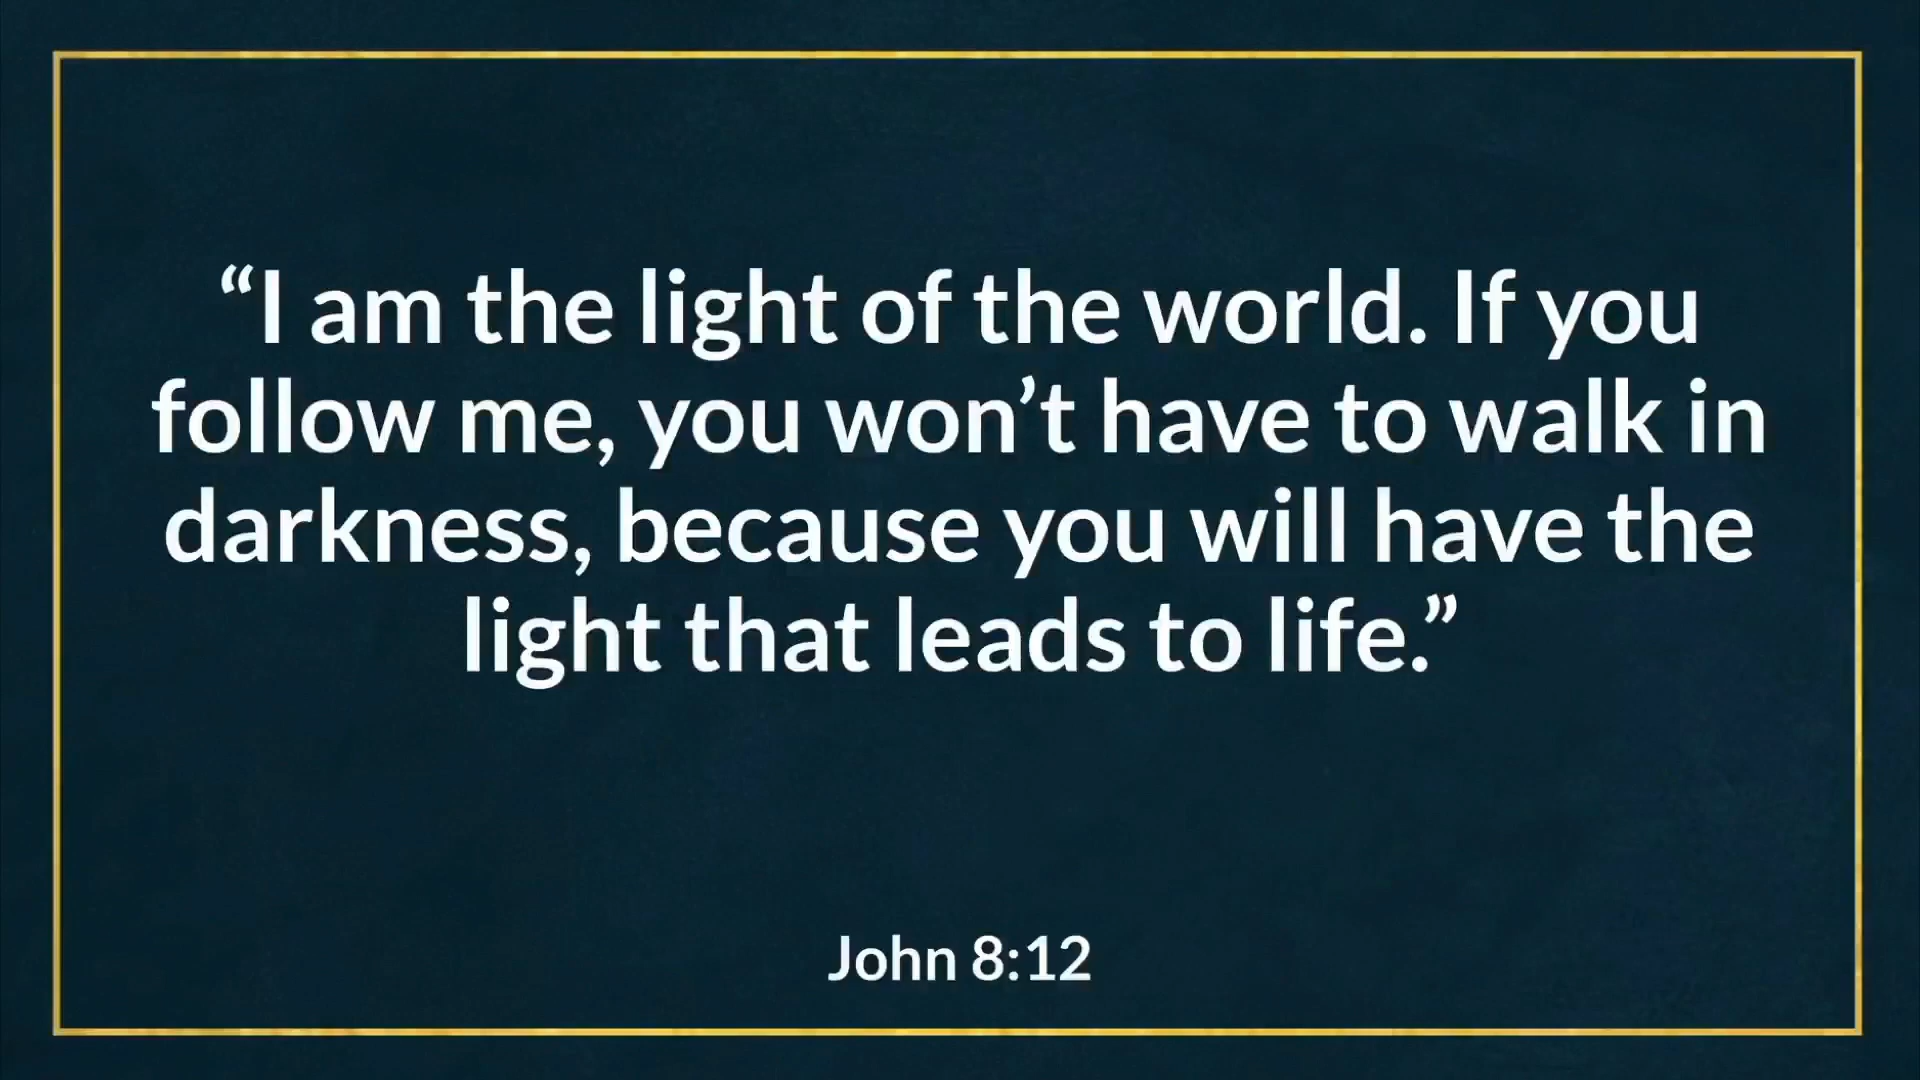 “I am the light of the world. If you
follow me, you won’t have to walk in
darkness, because you will have the
light that leads to life.”
John 8:12